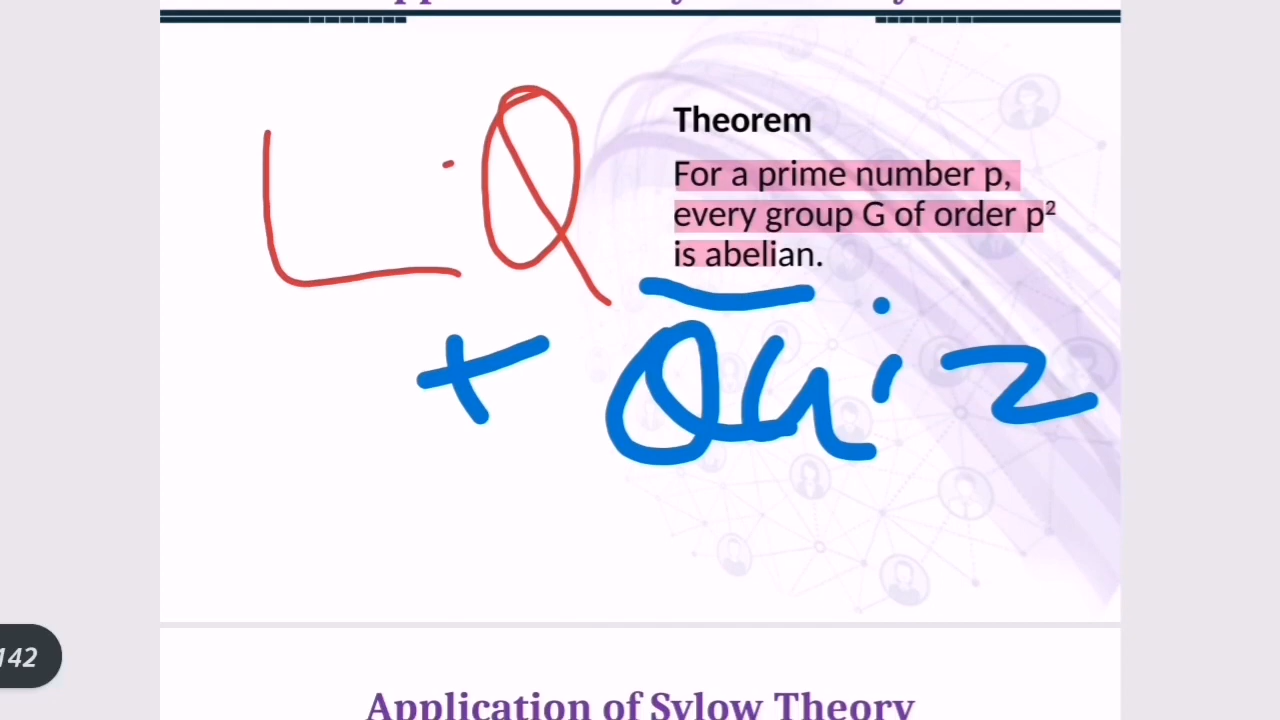 Theorem
For a prime number p,
every group G of order p²
is abelian.
L.Q
+ Quiz
142
Application of Sylow Theory